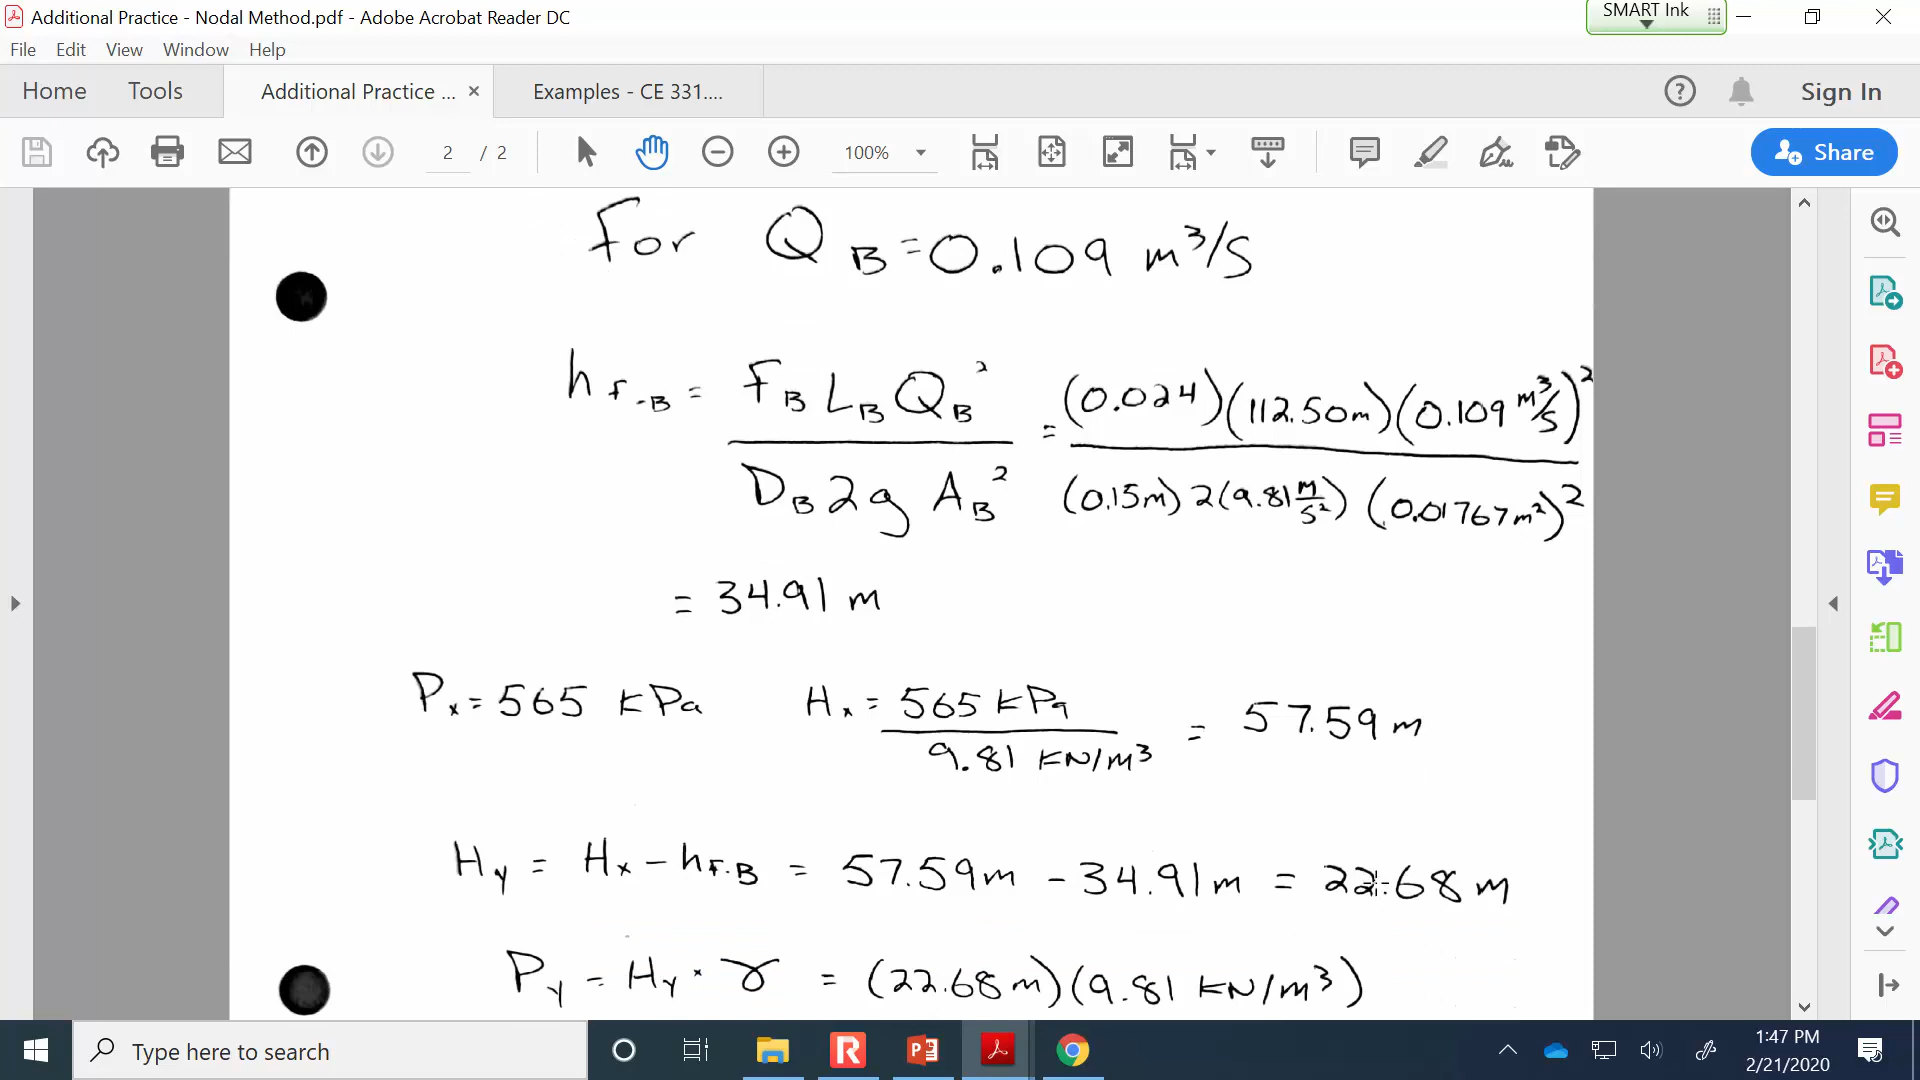 Additional Practice - Nodal Method.pdf - Adobe Acrobat Reader DC
SMART Ink
File Edit View Window Help
Home Tools Additional Practice ... × Examples - CE 331.... Sign In
2 / 2 100% Share
For Q_B = 0.109 m³/s
h_f-B = f_B L_B Q_B² / D_B 2g A_B² = (0.024)(112.50m)(0.109 m³/s)² / (0.15m) 2(9.81 m/s²) (0.01767m²)²
= 34.91 m
P_x = 565 kPa H_x = 565 kPa / 9.81 kN/m³ = 57.59 m
H_y = H_x - h_f-B = 57.59m - 34.91m = 22.68 m
P_y = H_y · γ = (22.68 m)(9.81 kN/m³)
Type here to search
1:47 PM
2/21/2020